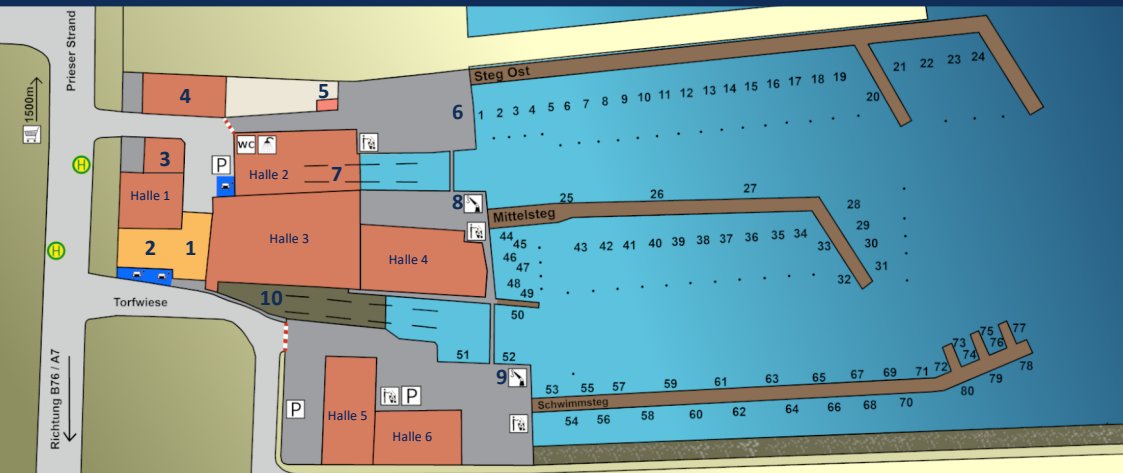 Prieser Strand
1500m
Richtung B76 / A7
Torfwiese
H
H
4
5
6
3
Halle 1
2
1
P
WC
Halle 2
7
Halle 3
8
Halle 4
10
9
P
Halle 5
P
Halle 6
Steg Ost
1 2 3 4 5 6 7 8 9 10 11 12 13 14 15 16 17 18 19
20
21 22 23 24
Mittelsteg
25 26 27
28
29
30
31
32
33
43 42 41 40 39 38 37 36 35 34
44
45
46
47
48
49
50
51
52
Schwimmsteg
53 55 57 59 61 63 65 67 69 71 72
73
74
75
76
77
78
79
80
54 56 58 60 62 64 66 68 70